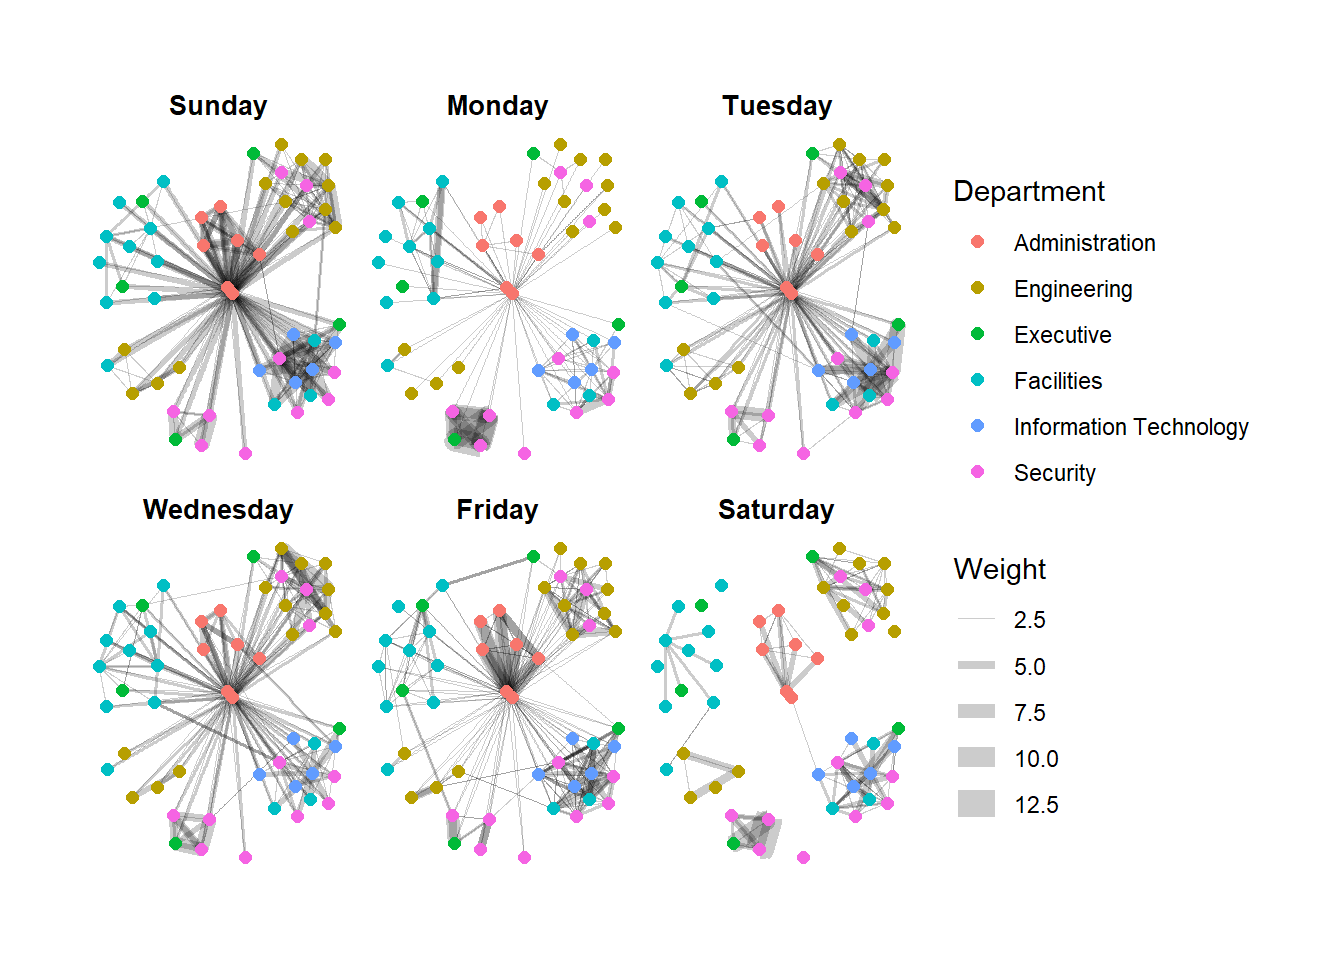 Sunday
Monday
Tuesday
Wednesday
Friday
Saturday
Department
Administration
Engineering
Executive
Facilities
Information Technology
Security
Weight
2.5
5.0
7.5
10.0
12.5